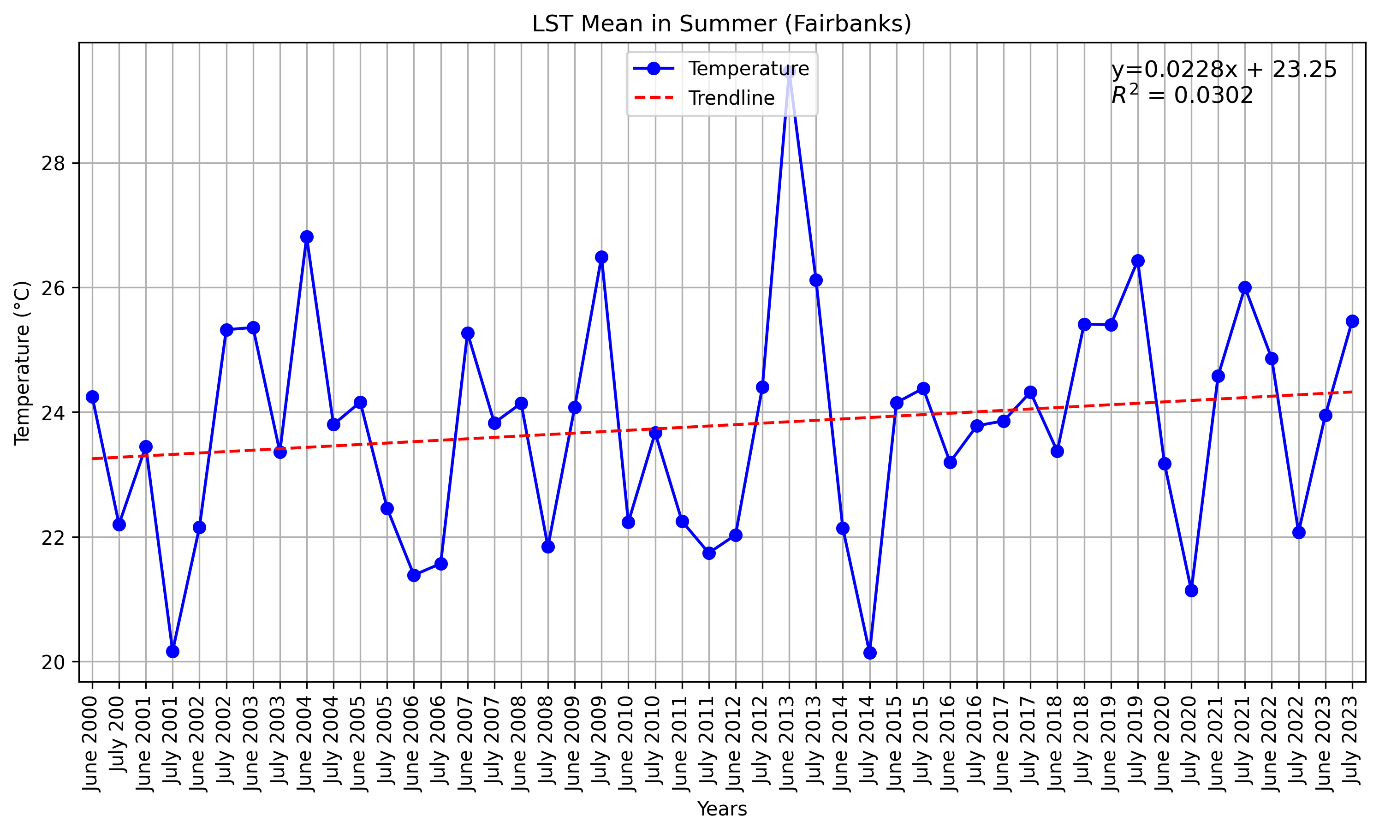 LST Mean in Summer (Fairbanks)
Temperature
Trendline
y=0.0228x + 23.25
R² = 0.0302
Temperature (°C)
28
26
24
22
20
June 2000
July 200
June 2001
July 2001
June 2002
July 2002
June 2003
July 2003
June 2004
July 2004
June 2005
July 2005
June 2006
July 2006
June 2007
July 2007
June 2008
July 2008
June 2009
July 2009
June 2010
July 2010
June 2011
July 2011
June 2012
July 2012
June 2013
July 2013
June 2014
July 2014
June 2015
July 2015
June 2016
July 2016
June 2017
July 2017
June 2018
July 2018
June 2019
July 2019
June 2020
July 2020
June 2021
July 2021
June 2022
July 2022
June 2023
July 2023
Years